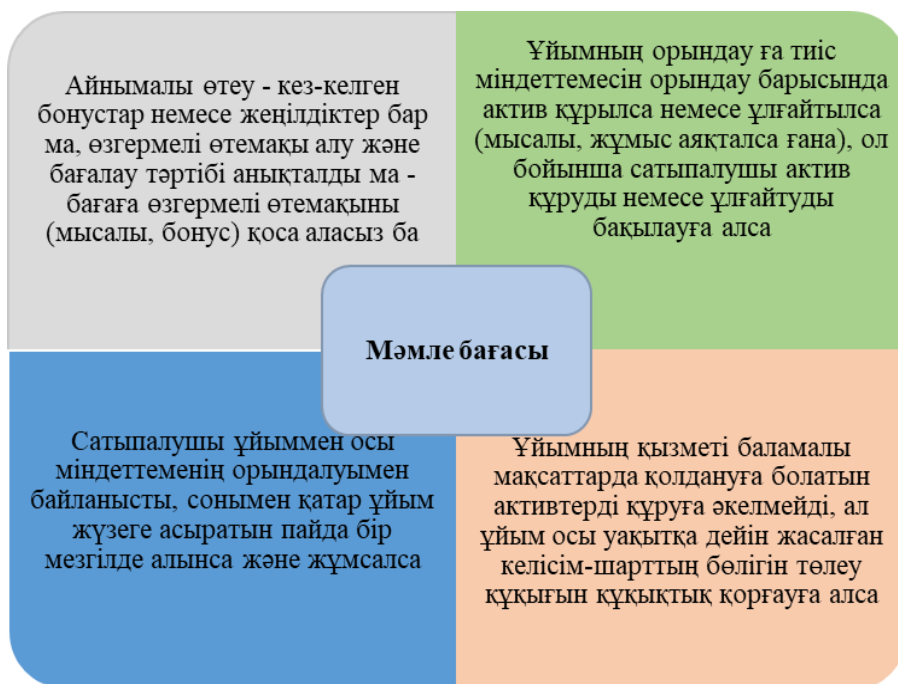 Айнымалы өтеу - кез-келген
бонустар немесе жеңілдіктер бар
ма, өзгермелі өтемақы алу және
бағалау тәртібі анықталды ма -
бағаға өзгермелі өтемақыны
(мысалы, бонус) қоса аласыз ба
Ұйымның орындау ға тиіс
міндеттемесін орындау барысында
актив құрылса немесе ұлғайтылса
(мысалы, жұмыс аяқталса ғана), ол
бойынша сатыпалушы актив
құруды немесе ұлғайтуды
бақылауға алса
Мәмле бағасы
Сатыпалушы ұйыммен осы
міндеттеменің орындалуымен
байланысты, сонымен қатар ұйым
жүзеге асыратын пайда бір
мезгілде алынса және жұмсалса
Ұйымның қызметі баламалы
мақсаттарда қолдануға болатын
активтерді құруға әкелмейді, ал
ұйым осы уақытқа дейін жасалған
келісім-шарттың бөлігін төлеу
құқығын құқықтық қорғауға алса